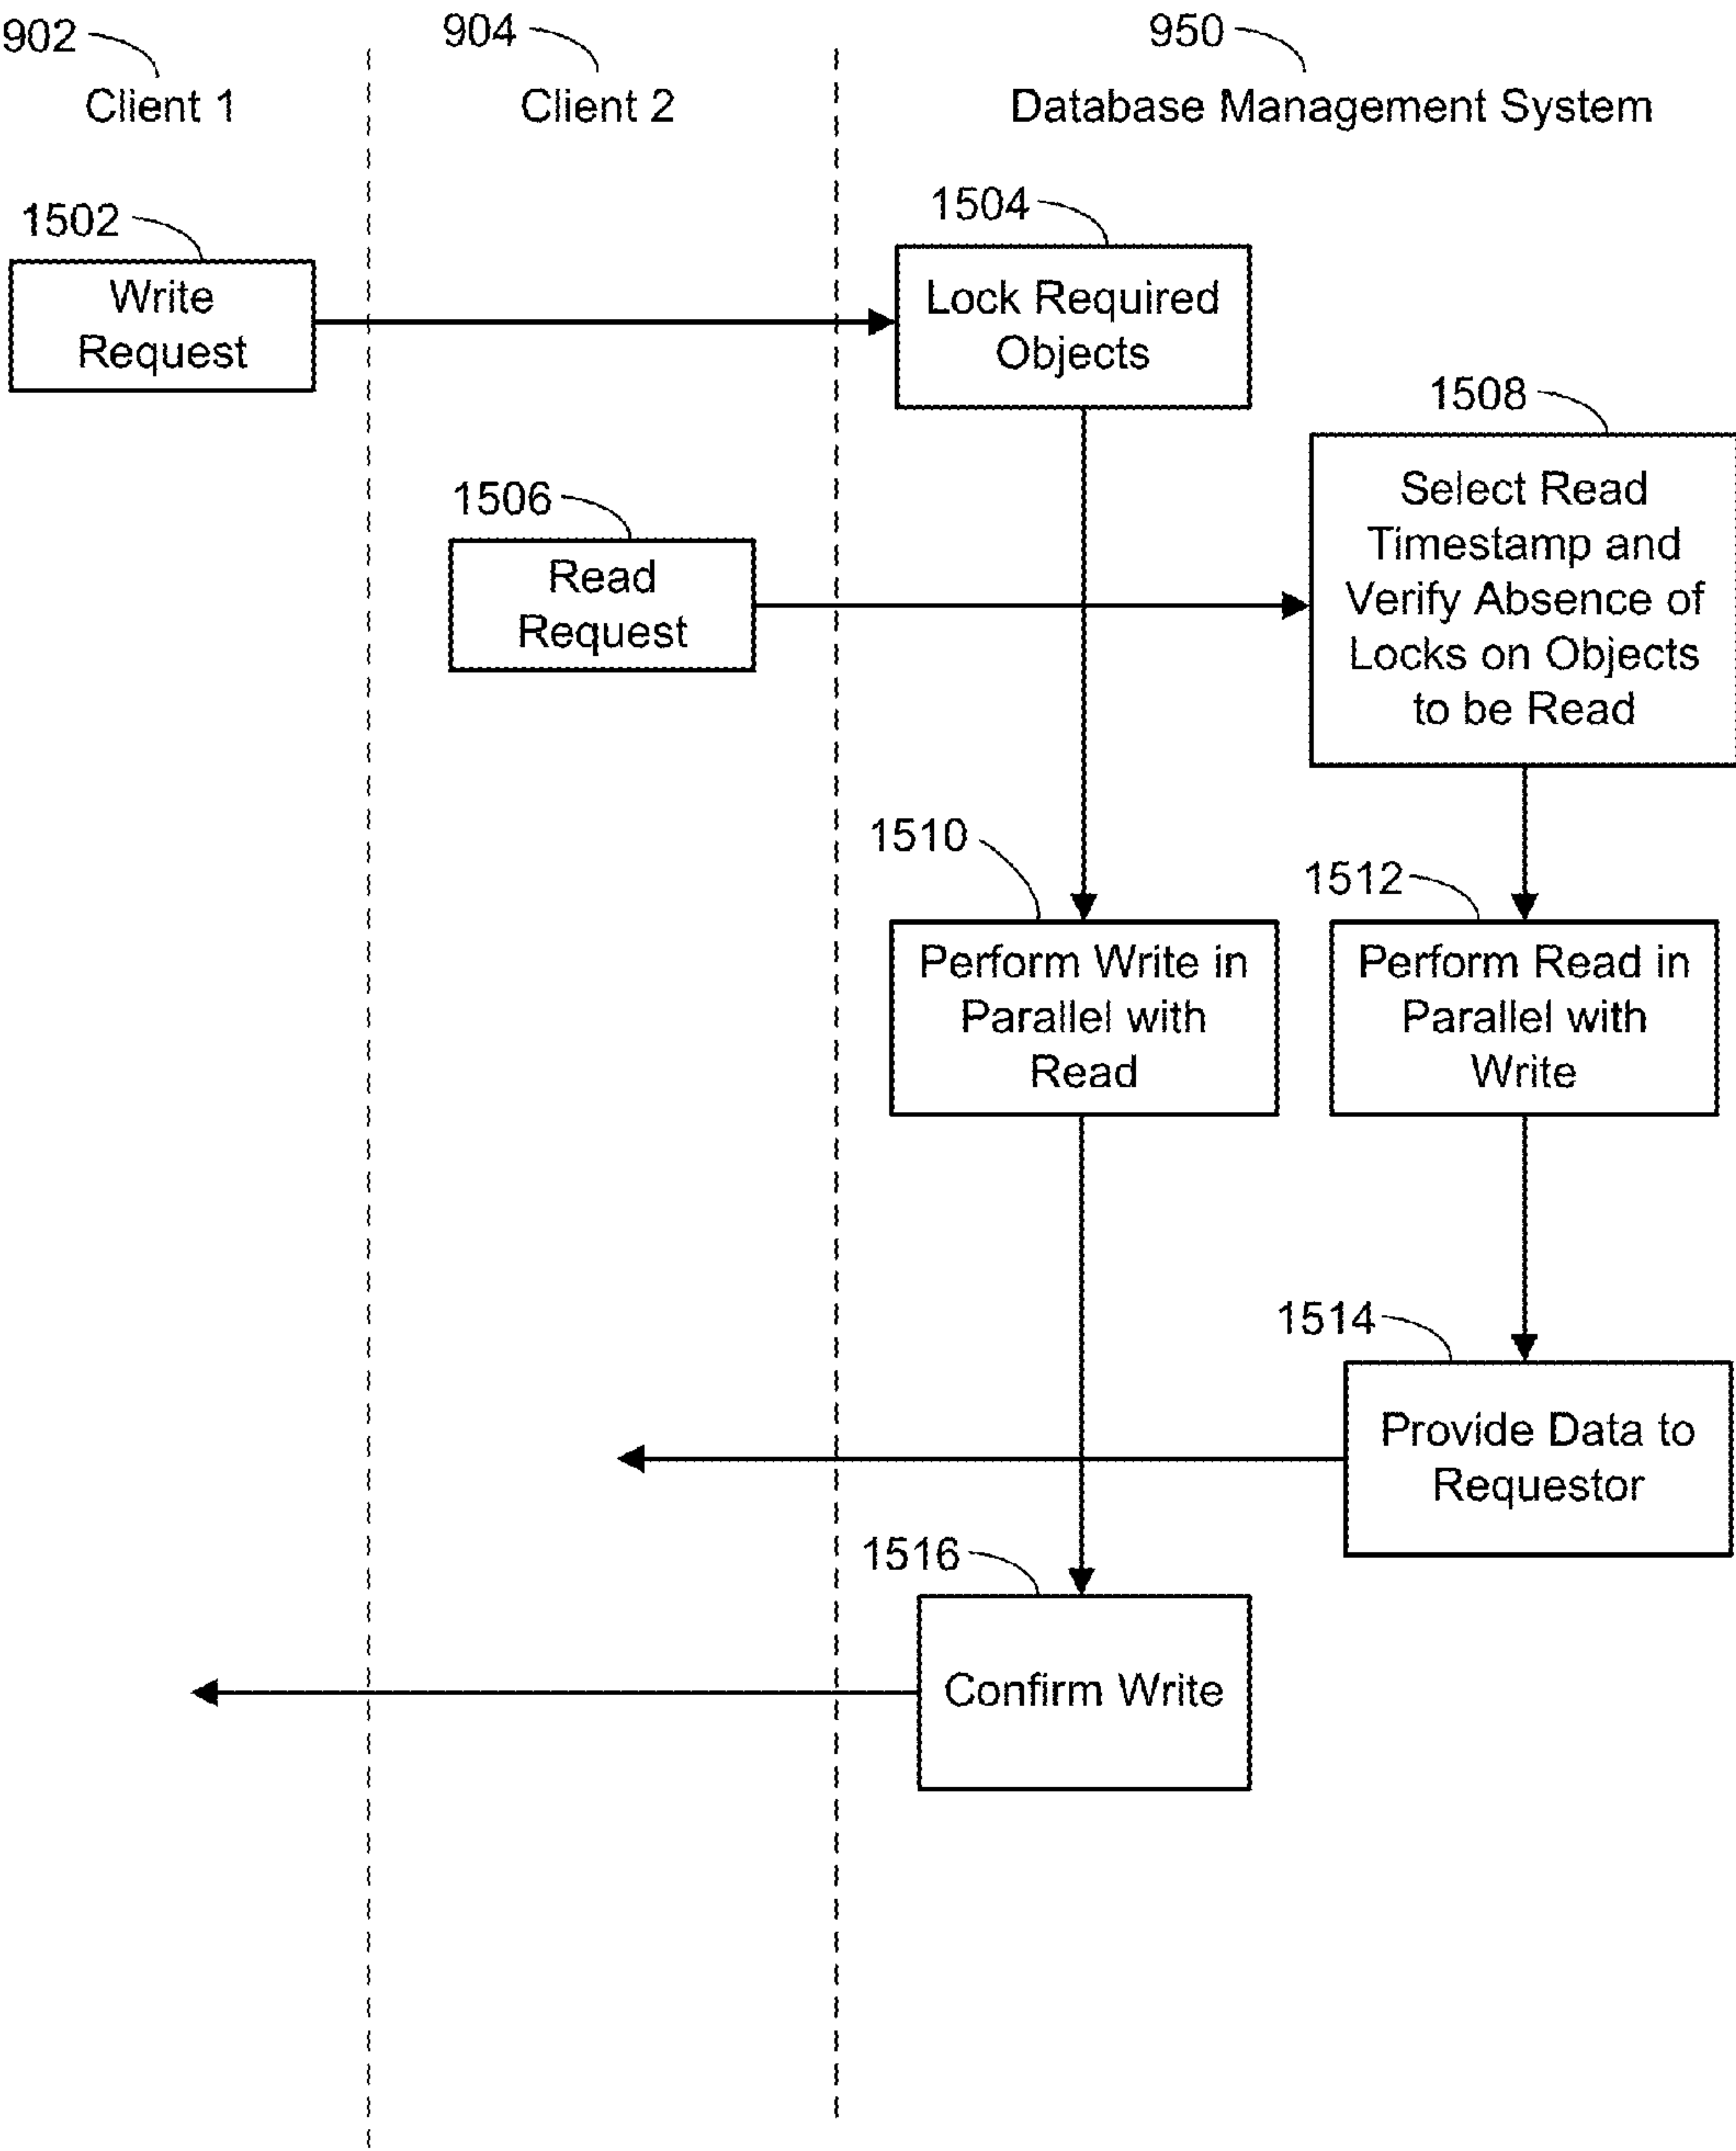 902
904
950
Client 1
Client 2
Database Management System
1502
1504
Write
Request
Lock Required
Objects
1508
1506
Select Read
Timestamp and
Verify Absence of
Locks on Objects
to be Read
Read
Request
1510
1512
Perform Write in
Parallel with
Read
Perform Read in
Parallel with
Write
1514
Provide Data to
Requestor
1516
Confirm Write